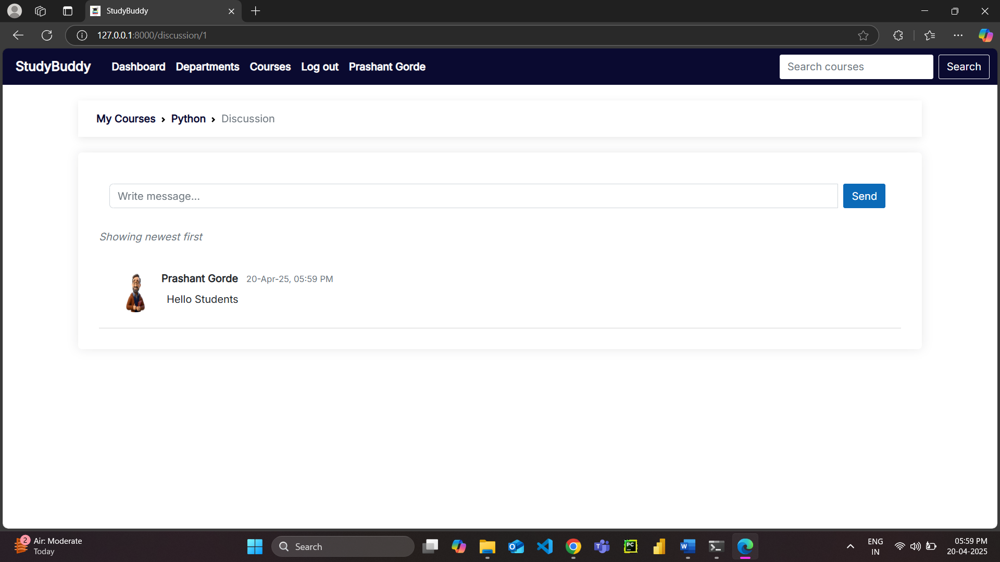 StudyBuddy
127.0.0.1:8000/discussion/1
StudyBuddy Dashboard Departments Courses Log out Prashant Gorde Search courses Search
My Courses › Python › Discussion
Write message... Send
Showing newest first
Prashant Gorde 20-Apr-25, 05:59 PM
Hello Students
2 Air: Moderate
Today
Search
ENG
IN
05:59 PM
20-04-2025